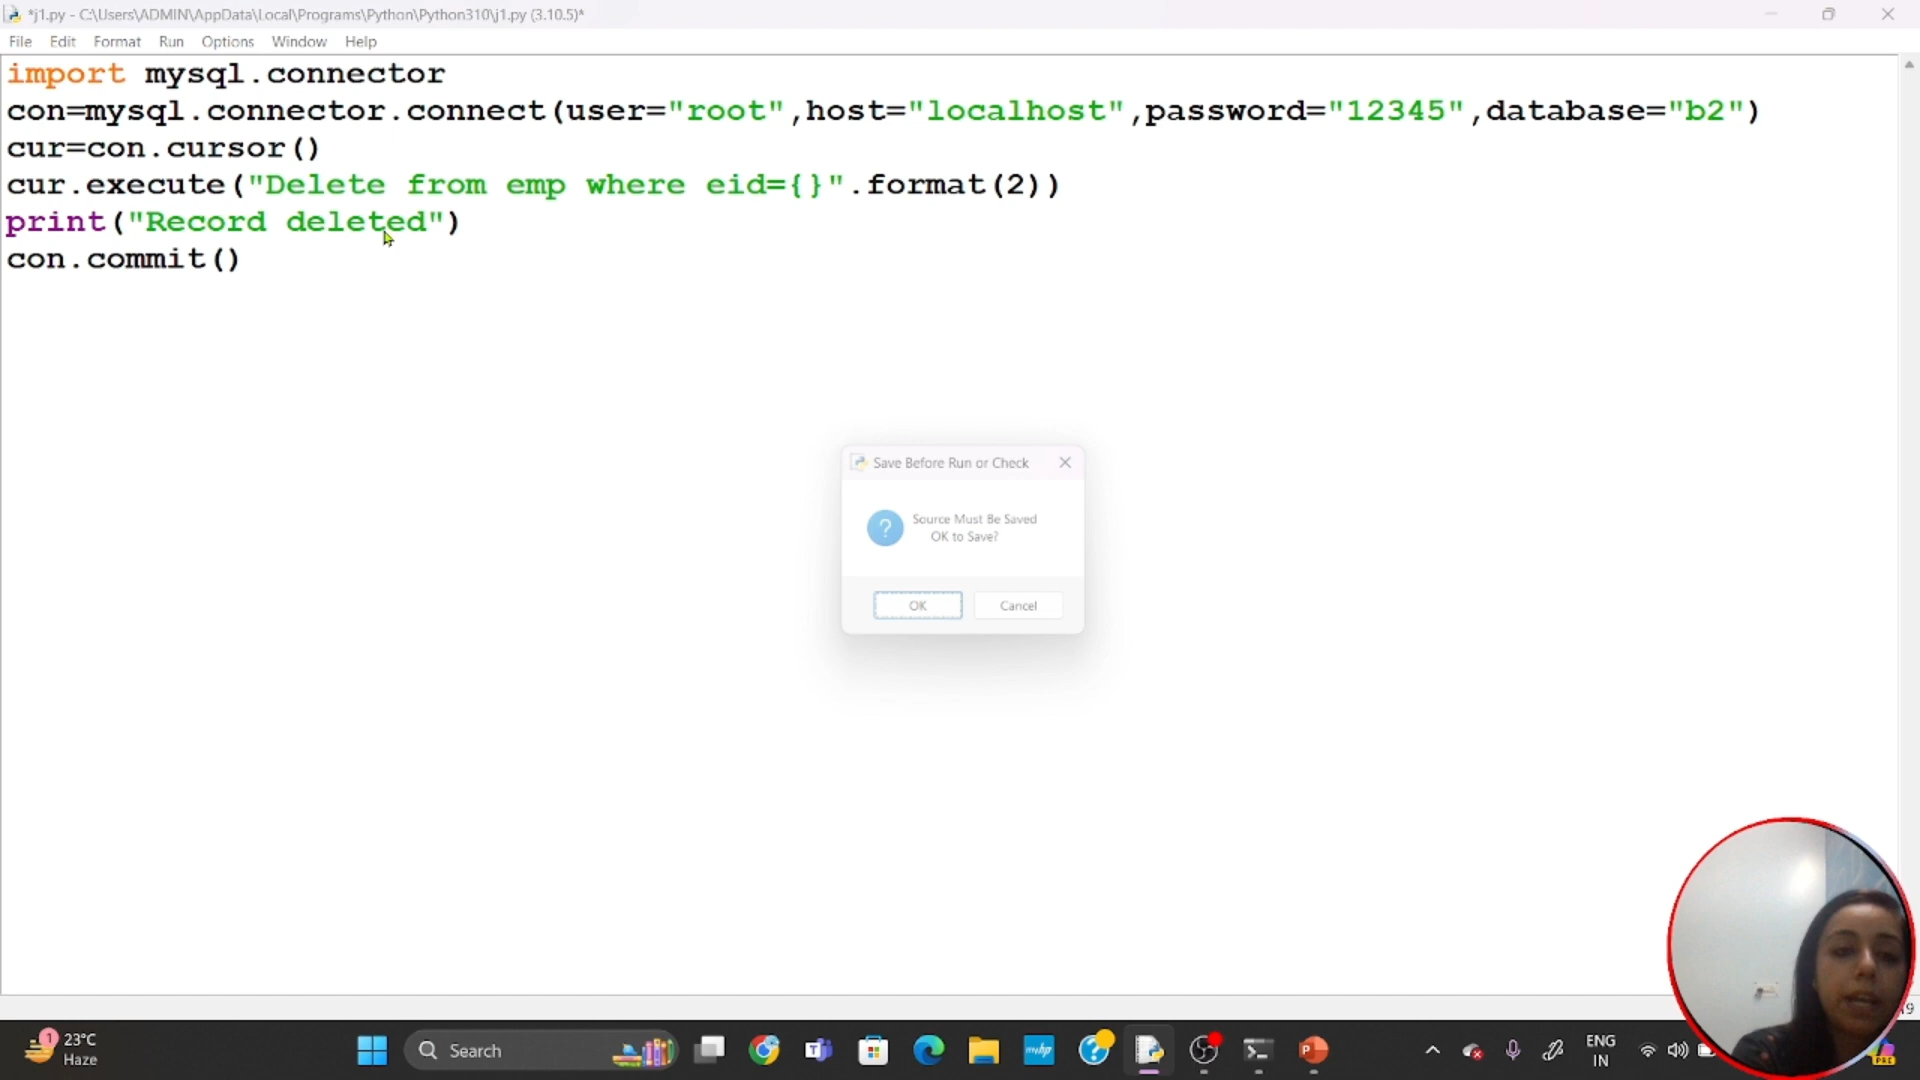 *j1.py - C:\Users\ADMIN\AppData\Local\Programs\Python\Python310\j1.py (3.10.5)*
File Edit Format Run Options Window Help
import mysql.connector
con=mysql.connector.connect(user="root",host="localhost",password="12345",database="b2")
cur=con.cursor()
cur.execute("Delete from emp where eid={}".format(2))
print("Record deleted")
con.commit()
Save Before Run or Check
Source Must Be Saved
OK to Save?
OK Cancel
1
23°C
Haze
Search
myhp
ENG
IN
PRE